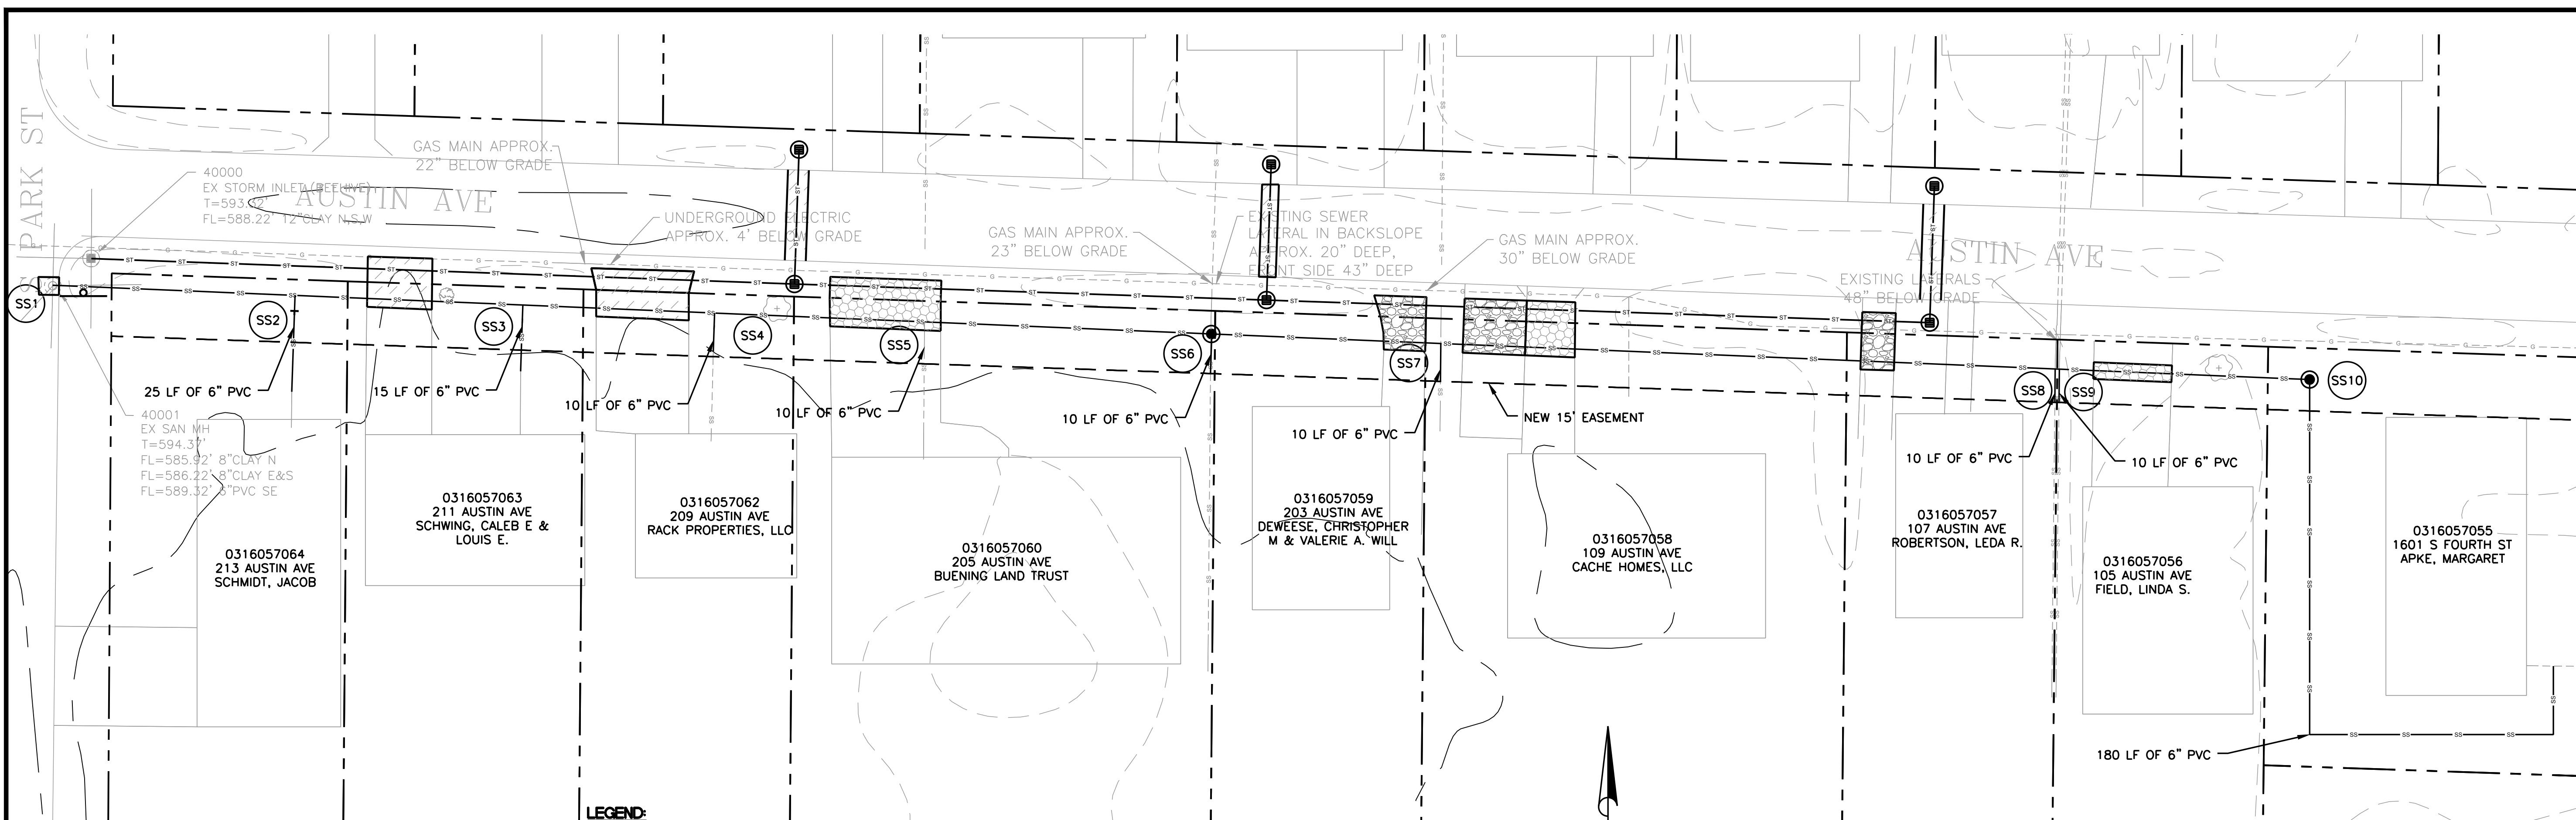 S PARK ST
40000
EX STORM INLET (BEEHIVE)
T=593.32'
FL=588.22' 12"CLAY N,S,W
AUSTIN AVE
GAS MAIN APPROX.
22" BELOW GRADE
UNDERGROUND ELECTRIC
APPROX. 4' BELOW GRADE
GAS MAIN APPROX.
23" BELOW GRADE
EXISTING SEWER
LATERAL IN BACKSLOPE
APPROX. 20" DEEP,
FRONT SIDE 43" DEEP
GAS MAIN APPROX.
30" BELOW GRADE
AUSTIN AVE
EXISTING LATERALS
48" BELOW GRADE
SS1
SS2
SS3
SS4
SS5
SS6
SS7
SS8
SS9
SS10
25 LF OF 6" PVC
15 LF OF 6" PVC
10 LF OF 6" PVC
10 LF OF 6" PVC
10 LF OF 6" PVC
10 LF OF 6" PVC
NEW 15' EASEMENT
10 LF OF 6" PVC
10 LF OF 6" PVC
180 LF OF 6" PVC
40001
EX SAN MH
T=594.37'
FL=585.92' 8"CLAY N
FL=586.22' 8"CLAY E&S
FL=589.32' 6"PVC SE
0316057064
213 AUSTIN AVE
SCHMIDT, JACOB
0316057063
211 AUSTIN AVE
SCHWING, CALEB E &
LOUIS E.
0316057062
209 AUSTIN AVE
RACK PROPERTIES, LLC
0316057060
205 AUSTIN AVE
BUENING LAND TRUST
0316057059
203 AUSTIN AVE
DEWEESE, CHRISTOPHER
M & VALERIE A. WILL
0316057058
109 AUSTIN AVE
CACHE HOMES, LLC
0316057057
107 AUSTIN AVE
ROBERTSON, LEDA R.
0316057056
105 AUSTIN AVE
FIELD, LINDA S.
0316057055
1601 S FOURTH ST
APKE, MARGARET
LEGEND: